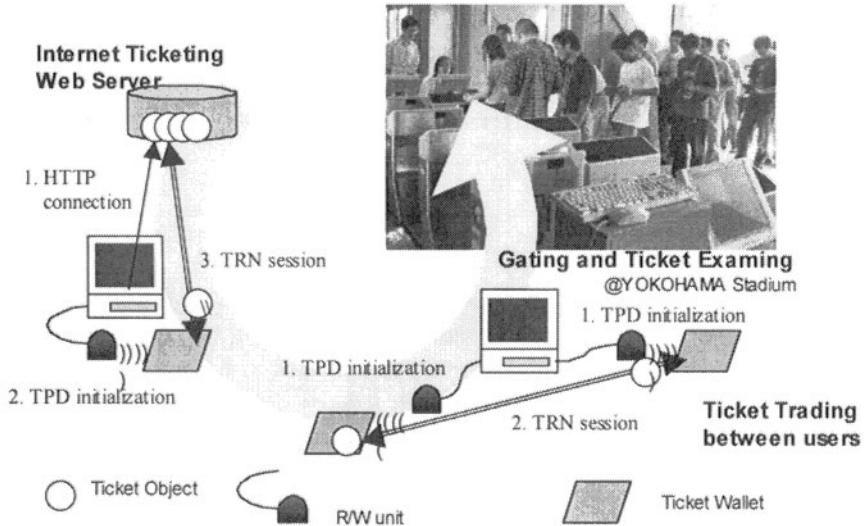 Internet Ticketing
Web Server
1. HTTP
connection
3. TRN session
2. TPD initialization
Gating and Ticket Examing
@YOKOHAMA Stadium
1. TPD initialization
1. TPD initialization
2. TRN session
Ticket Trading
between users
Ticket Object
R/W unit
Ticket Wallet